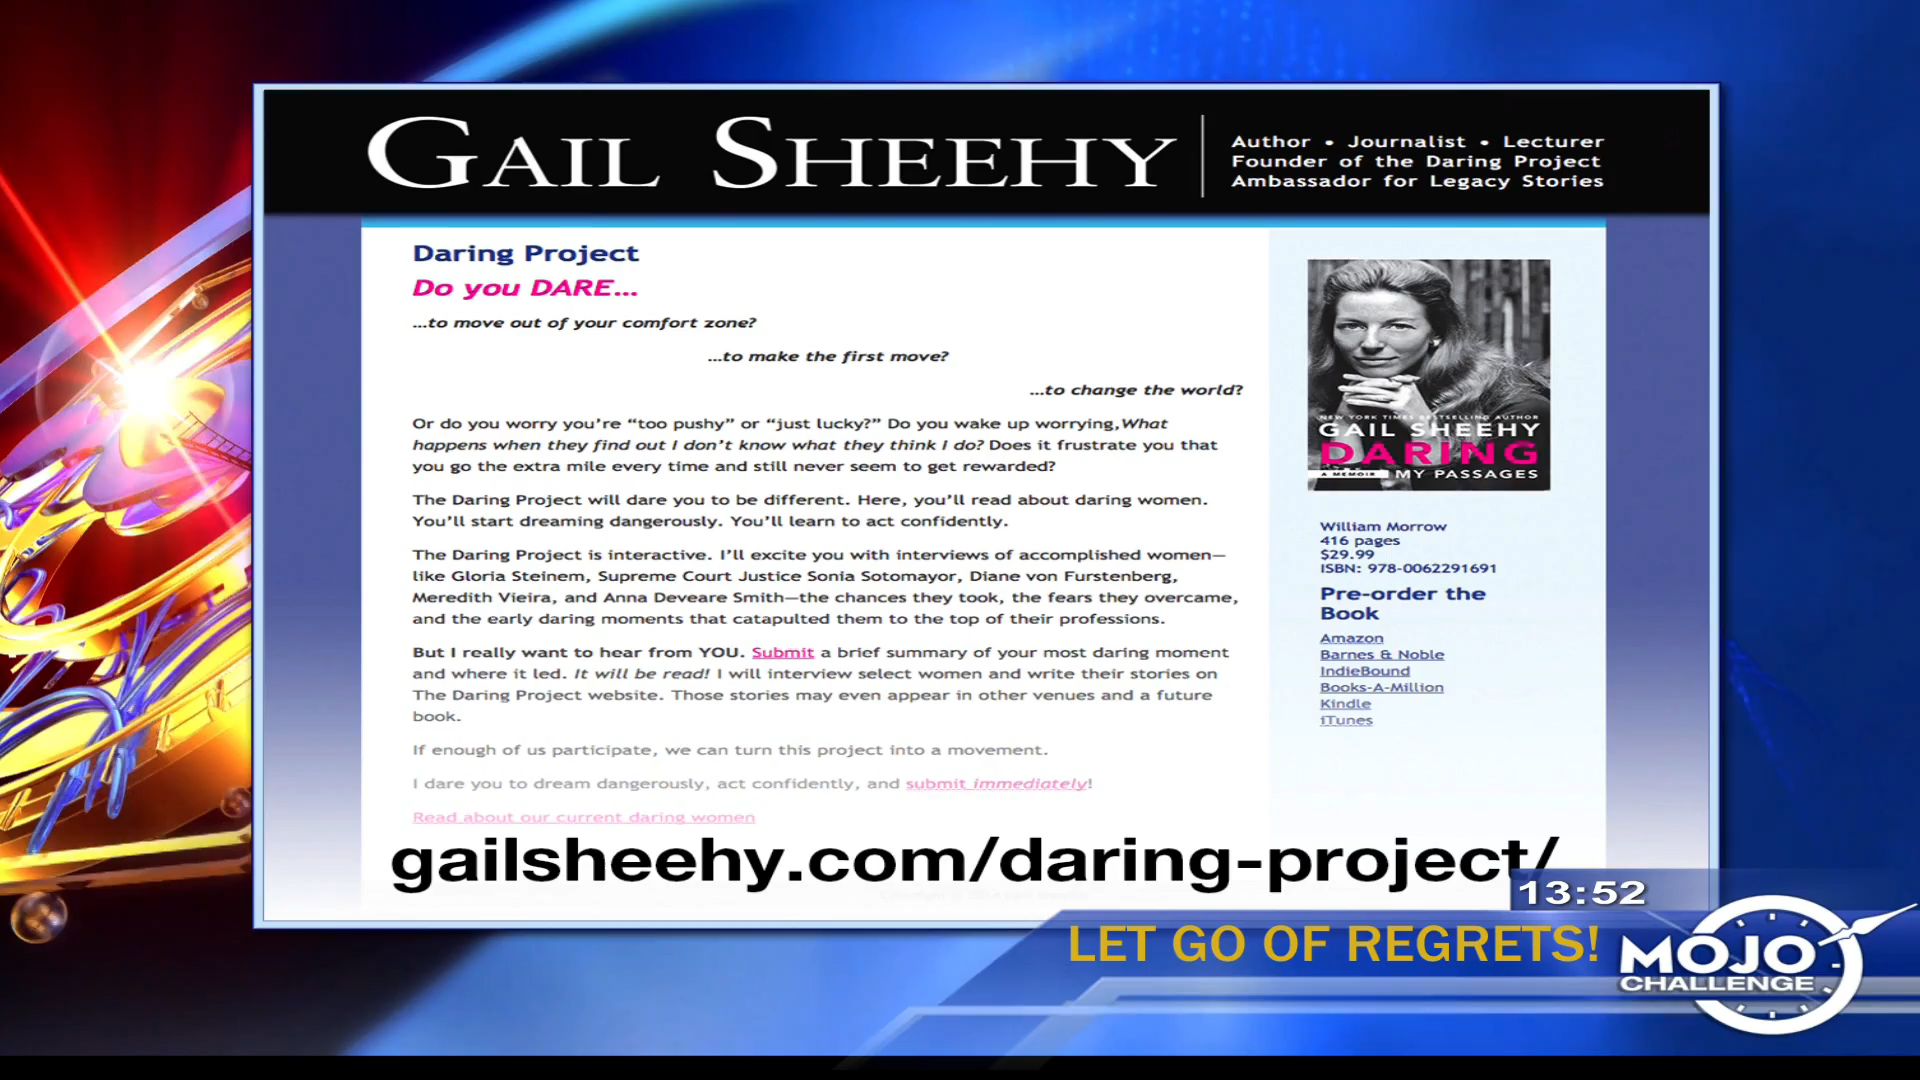 GAIL SHEEHY
Author • Journalist • Lecturer
Founder of the Daring Project
Ambassador for Legacy Stories
Daring Project
Do you DARE...
...to move out of your comfort zone?
...to make the first move?
...to change the world?
Or do you worry you're “too pushy” or “just lucky?” Do you wake up worrying,What
happens when they find out I don't know what they think I do? Does it frustrate you that
you go the extra mile every time and still never seem to get rewarded?
The Daring Project will dare you to be different. Here, you'll read about daring women.
You'll start dreaming dangerously. You'll learn to act confidently.
The Daring Project is interactive. I'll excite you with interviews of accomplished women—
like Gloria Steinem, Supreme Court Justice Sonia Sotomayor, Diane von Furstenberg,
Meredith Vieira, and Anna Deveare Smith—the chances they took, the fears they overcame,
and the early daring moments that catapulted them to the top of their professions.
But I really want to hear from YOU. Submit a brief summary of your most daring moment
and where it led. It will be read! I will interview select women and write their stories on
The Daring Project website. Those stories may even appear in other venues and a future
book.
If enough of us participate, we can turn this project into a movement.
I dare you to dream dangerously, act confidently, and submit immediately!
Read about our current daring women
NEW YORK TIMES BESTSELLING AUTHOR
GAIL SHEEHY
DARING
A MEMOIR MY PASSAGES
William Morrow
416 pages
$29.99
ISBN: 978-0062291691
Pre-order the
Book
Amazon
Barnes & Noble
IndieBound
Books-A-Million
Kindle
iTunes
gailsheehy.com/daring-project/
13:52
LET GO OF REGRETS!
MOJO
CHALLENGE